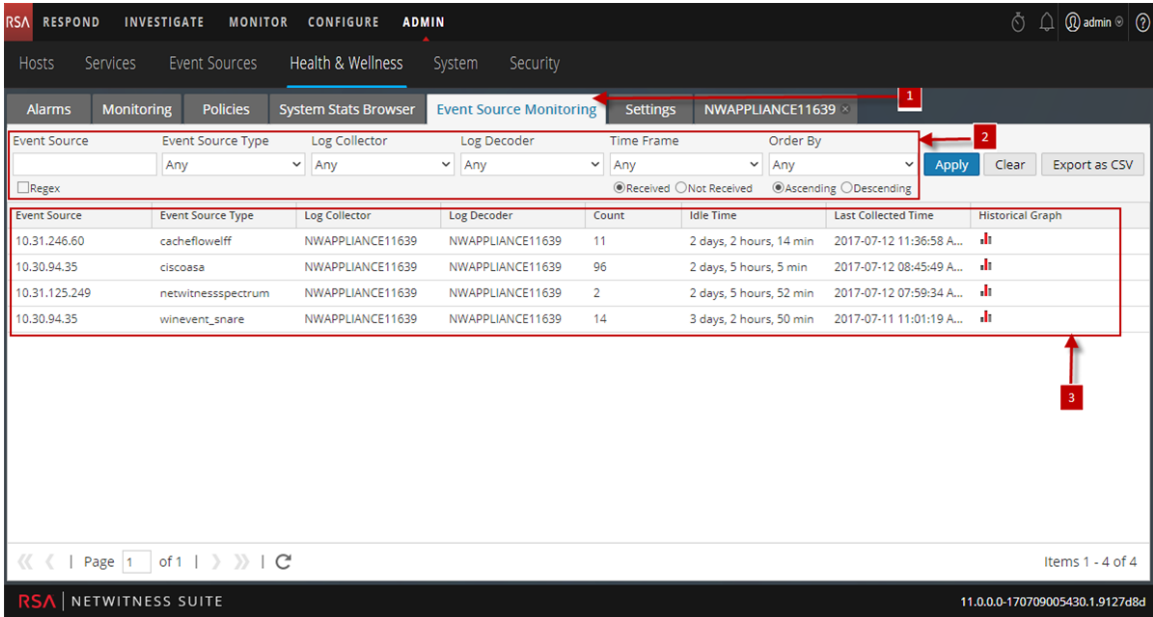 RSA RESPOND INVESTIGATE MONITOR CONFIGURE ADMIN admin
Hosts Services Event Sources Health & Wellness System Security
Alarms Monitoring Policies System Stats Browser Event Source Monitoring Settings NWAPPLIANCE11639 ×
1
Event Source Event Source Type Log Collector Log Decoder Time Frame Order By
2
Any Any Any Any Any Apply Clear Export as CSV
Regex Received Not Received Ascending Descending
Event Source Event Source Type Log Collector Log Decoder Count Idle Time Last Collected Time Historical Graph
10.31.246.60 cacheflowelff NWAPPLIANCE11639 NWAPPLIANCE11639 11 2 days, 2 hours, 14 min 2017-07-12 11:36:58 A...
10.30.94.35 ciscoasa NWAPPLIANCE11639 NWAPPLIANCE11639 96 2 days, 5 hours, 5 min 2017-07-12 08:45:49 A...
10.31.125.249 netwitnessspectrum NWAPPLIANCE11639 NWAPPLIANCE11639 2 2 days, 5 hours, 52 min 2017-07-12 07:59:34 A...
10.30.94.35 winevent_snare NWAPPLIANCE11639 NWAPPLIANCE11639 14 3 days, 2 hours, 50 min 2017-07-11 11:01:19 A...
3
Page 1 of 1 Items 1 - 4 of 4
RSA NETWITNESS SUITE 11.0.0.0-170709005430.1.9127d8d